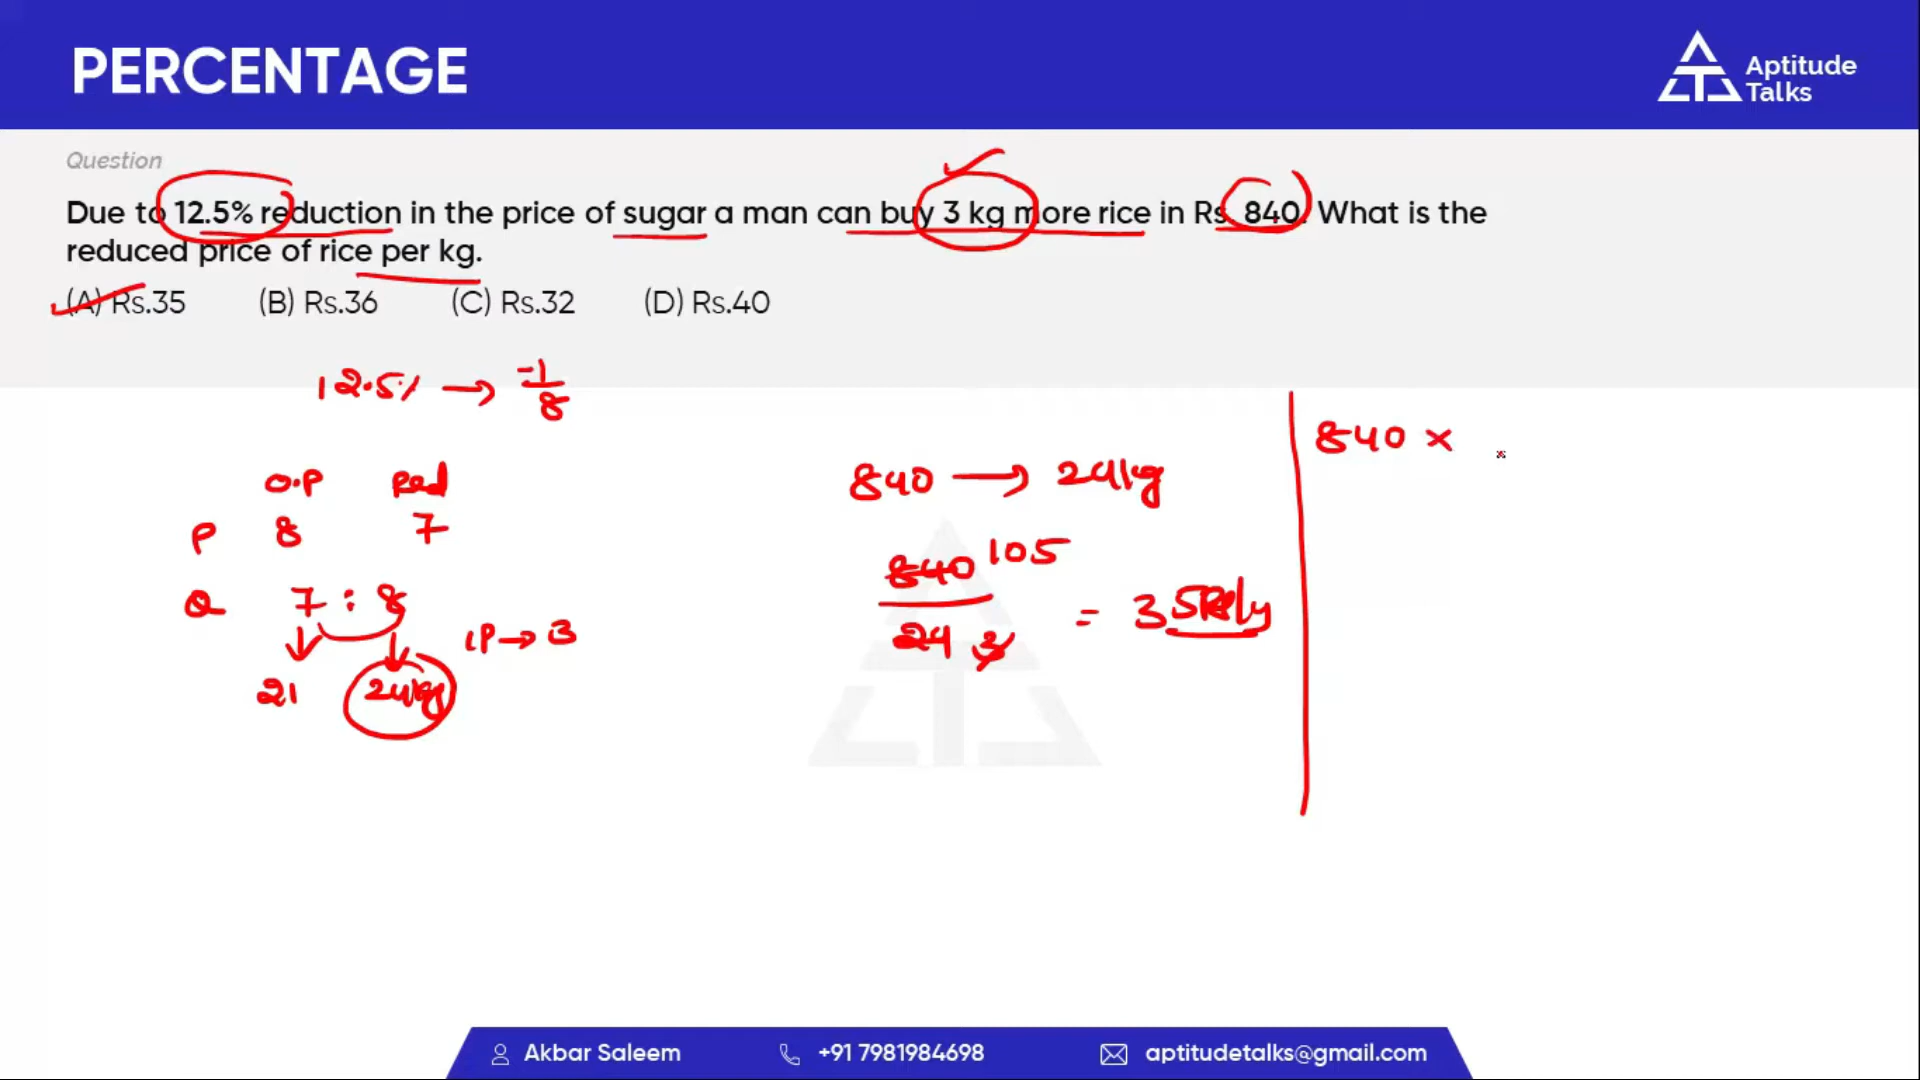 PERCENTAGE
Aptitude
Talks
Question
Due to 12.5% reduction in the price of sugar a man can buy 3 kg more rice in Rs. 840. What is the
reduced price of rice per kg.
(A) Rs.35 (B) Rs.36 (C) Rs.32 (D) Rs.40
12.5% → -1/8
O.P Red
P 8 7
Q 7 : 8
1P → 3
21 24kg
840 → 24kg
840 105
24 3
= 35
840 ×
Akbar Saleem +91 7981984698 aptitudetalks@gmail.com